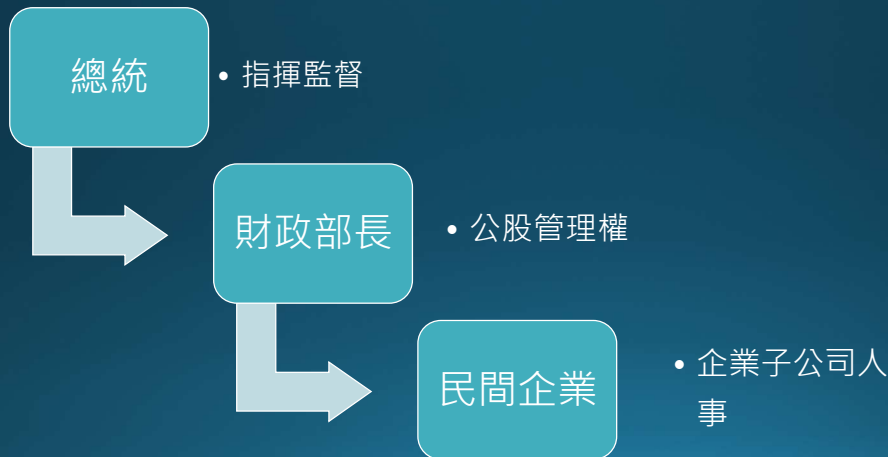 總統
• 指揮監督
財政部長
• 公股管理權
民間企業
• 企業子公司人
事